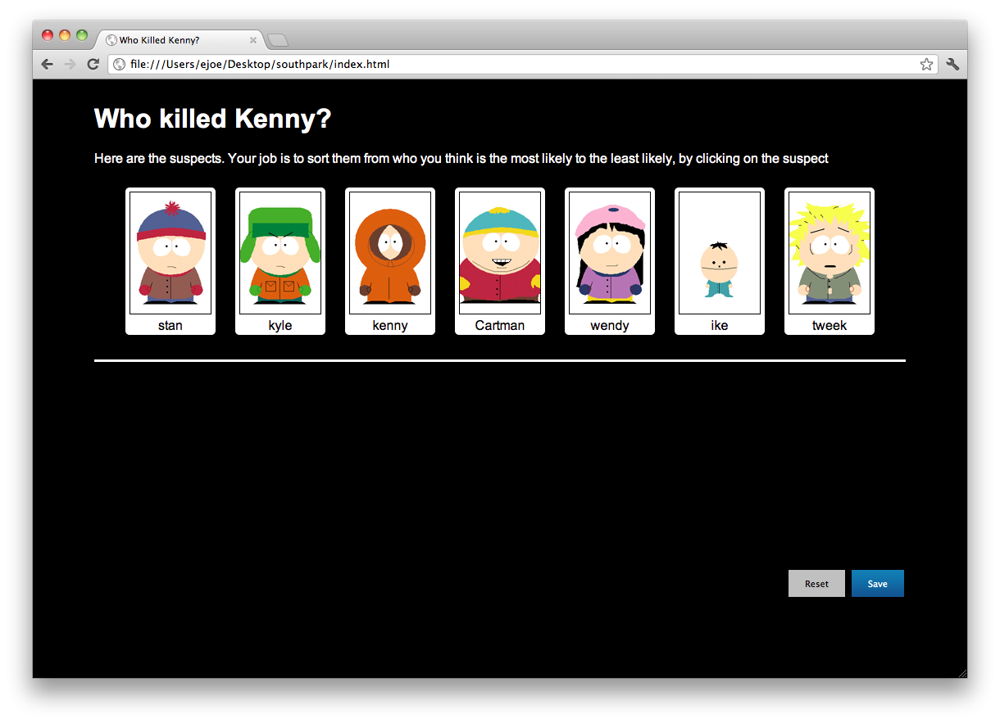 Who Killed Kenny?
file:///Users/ejoe/Desktop/southpark/index.html
Who killed Kenny?
Here are the suspects. Your job is to sort them from who you think is the most likely to the least likely, by clicking on the suspect
stan kyle kenny Cartman wendy ike tweek
Reset Save